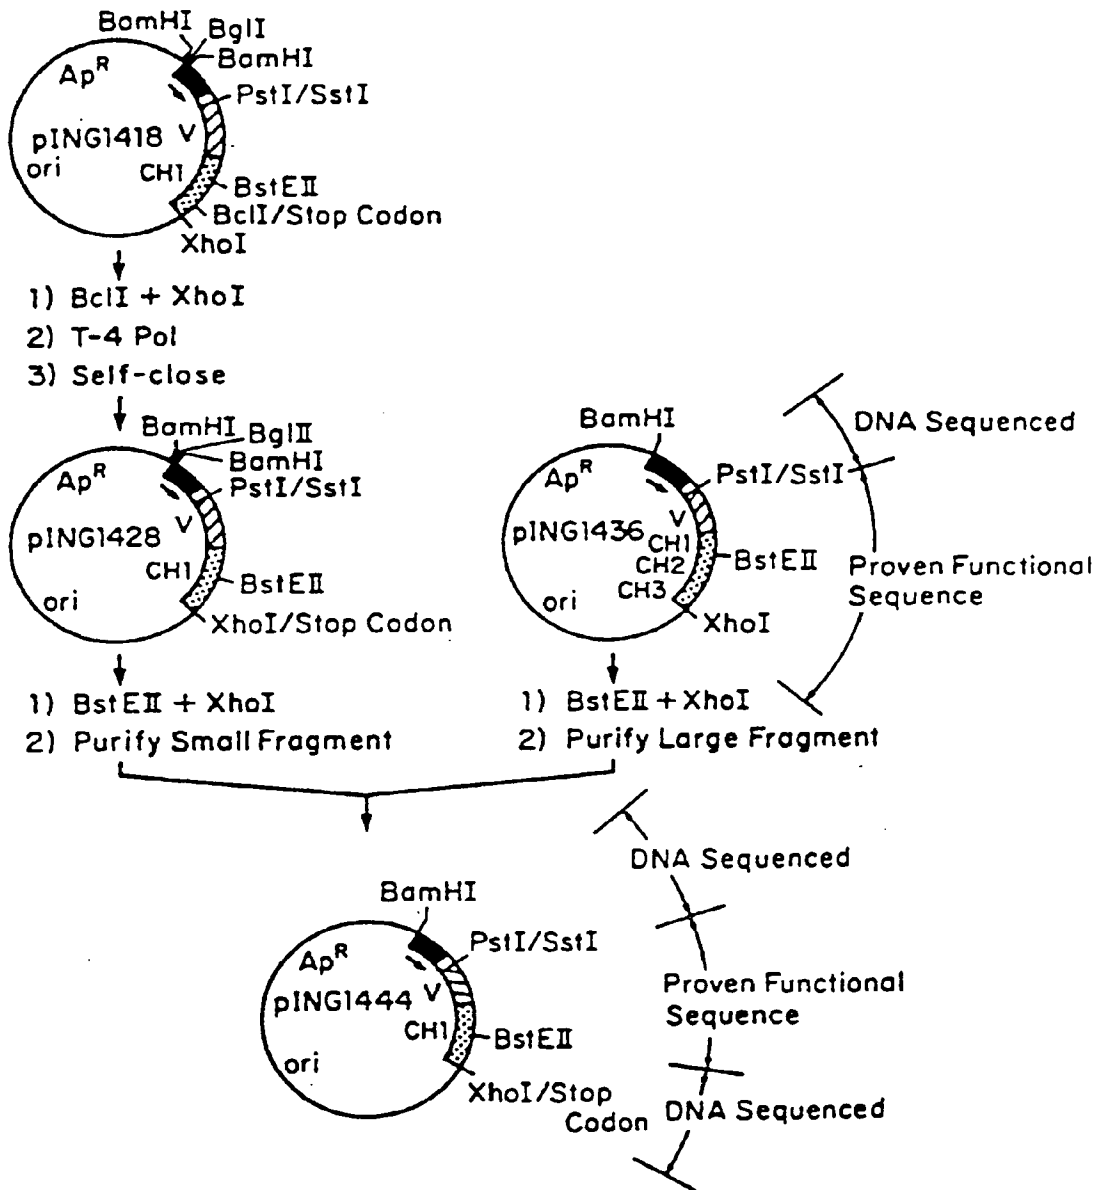 BamHI
BglI
BamHI
Ap^R
PstI/SstI
pING1418
V
ori
CH1
BstEII
BclI/Stop Codon
XhoI
1) BclI + XhoI
2) T-4 Pol
3) Self-close
BamHI
BglII
BamHI
Ap^R
PstI/SstI
V
pING1428
CH1
BstEII
ori
XhoI/Stop Codon
BamHI
DNA Sequenced
Ap^R
PstI/SstI
V
pING1436
CH1
CH2
BstEII
CH3
ori
XhoI
Proven Functional
Sequence
1) BstEII + XhoI
2) Purify Small Fragment
1) BstEII + XhoI
2) Purify Large Fragment
DNA Sequenced
BamHI
Ap^R
PstI/SstI
pING1444
V
CH1
BstEII
ori
XhoI/Stop
Codon
Proven Functional
Sequence
DNA Sequenced